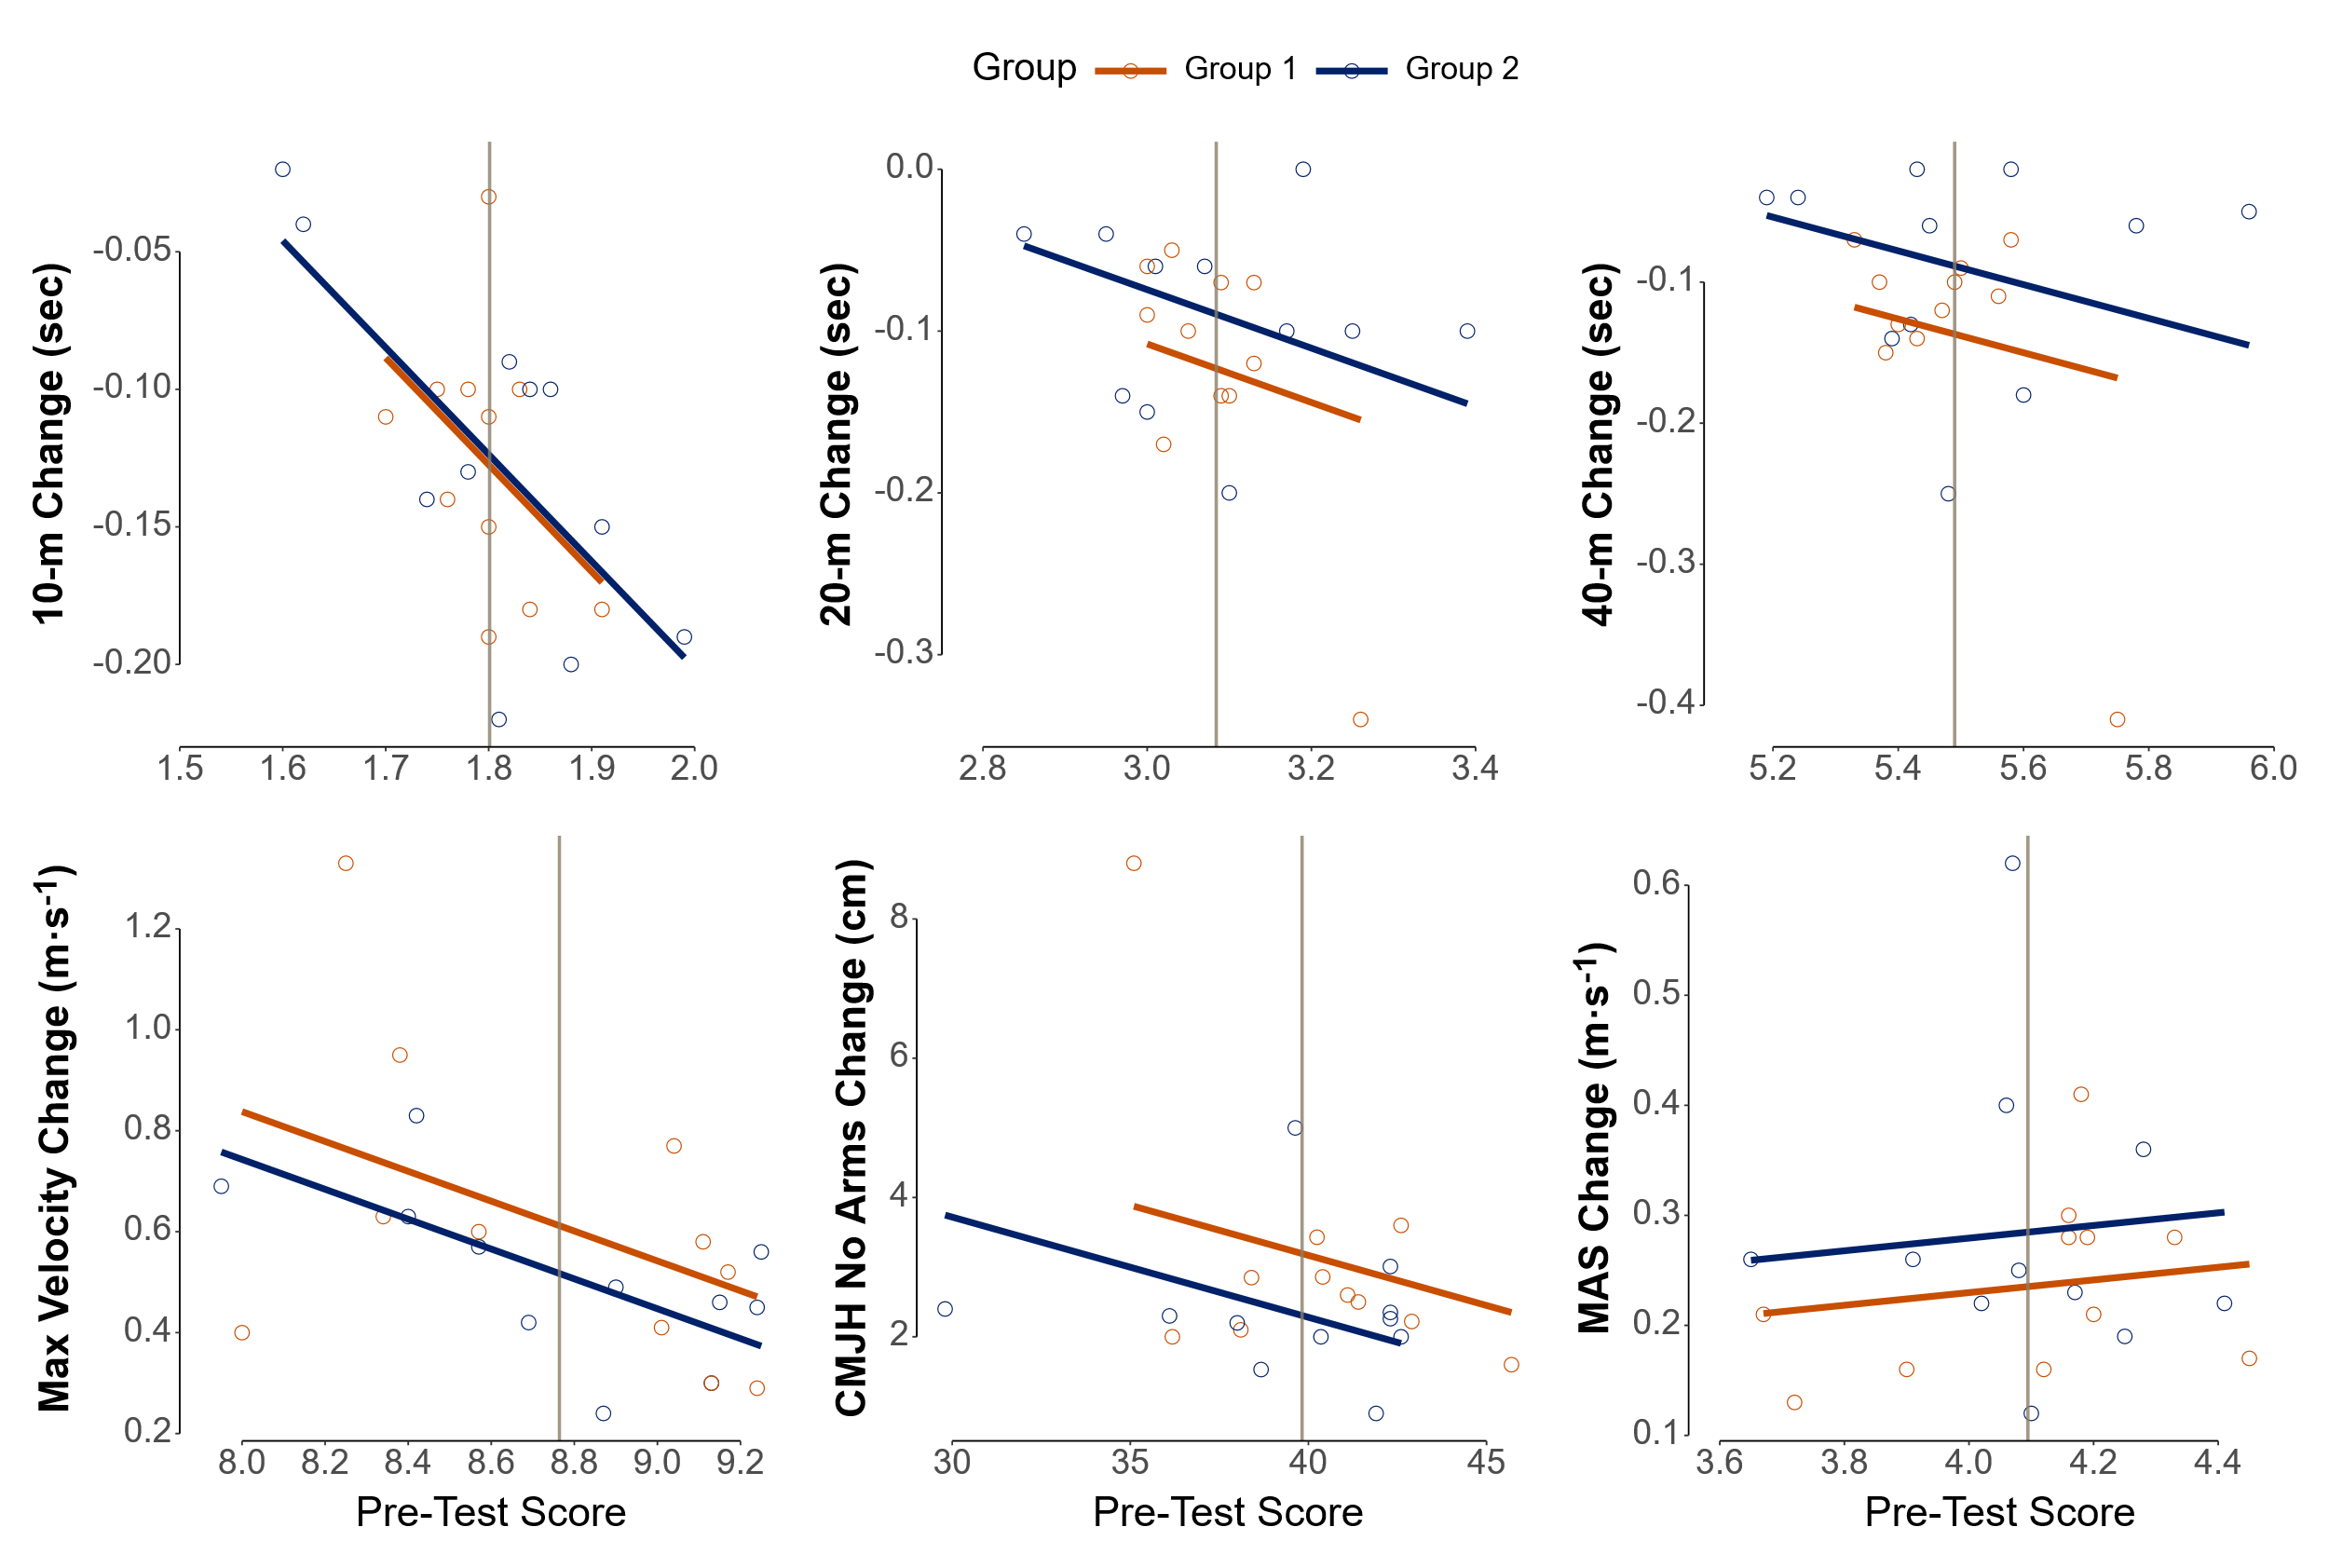 Group Group 1 Group 2
10-m Change (sec)
-0.05
-0.10
-0.15
-0.20
1.5 1.6 1.7 1.8 1.9 2.0
20-m Change (sec)
0.0
-0.1
-0.2
-0.3
2.8 3.0 3.2 3.4
40-m Change (sec)
-0.1
-0.2
-0.3
-0.4
5.2 5.4 5.6 5.8 6.0
Max Velocity Change (m·s⁻¹)
1.2
1.0
0.8
0.6
0.4
0.2
8.0 8.2 8.4 8.6 8.8 9.0 9.2
Pre-Test Score
CMJH No Arms Change (cm)
8
6
4
2
30 35 40 45
Pre-Test Score
MAS Change (m·s⁻¹)
0.6
0.5
0.4
0.3
0.2
0.1
3.6 3.8 4.0 4.2 4.4
Pre-Test Score